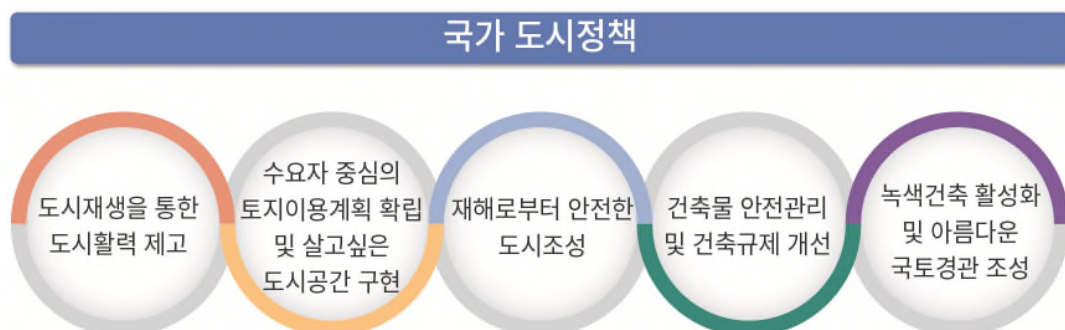 국가 도시정책
도시재생을 통한
도시활력 제고
수요자 중심의
토지이용계획 확립
및 살고싶은
도시공간 구현
재해로부터 안전한
도시조성
건축물 안전관리
및 건축규제 개선
녹색건축 활성화
및 아름다운
국토경관 조성